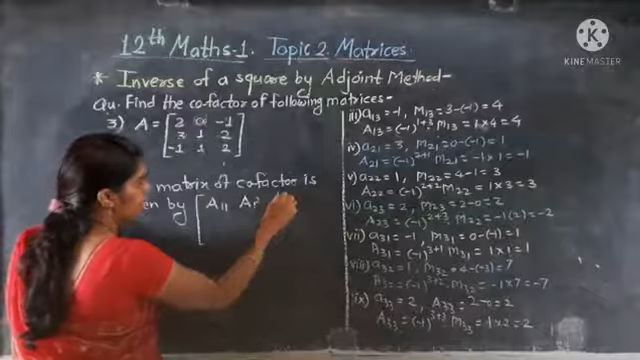 12th Maths-1. Topic 2. Matrices.
* Inverse of a square by Adjoint Method-
Qu. Find the co-factor of following matrices-
3) A = [2 0 -1
3 1 2
-1 1 2]
matrix of cofactor is
en by [A11
iii) a13 = -1, M13 = 3-(-1) = 4
A13 = (-1)^1+3 M13 = 1×4 = 4
iv) a21 = 3, M21 = 0-(-1) = 1
A21 = (-1)^2+1 M21 = -1×1 = -1
v) a22 = 1, M22 = 4-1 = 3
A22 = (-1)^2+2 M22 = 1×3 = 3
vi) a23 = 2, M23 = 2-0 = 2
A23 = (-1)^2+3 M23 = -1(2) = -2
vii) a31 = -1, M31 = 0-(-1) = 1
A31 = (-1)^3+1 M31 = 1×1 = 1
viii) a32 = 1, M32 = 4-(-3) = 7
A32 = (-1)^3+2 M32 = -1×7 = -7
ix) a33 = 2, A33 = 2-0 = 2
A33 = (-1)^3+3 M33 = 1×2 = 2
K
KINEMASTER